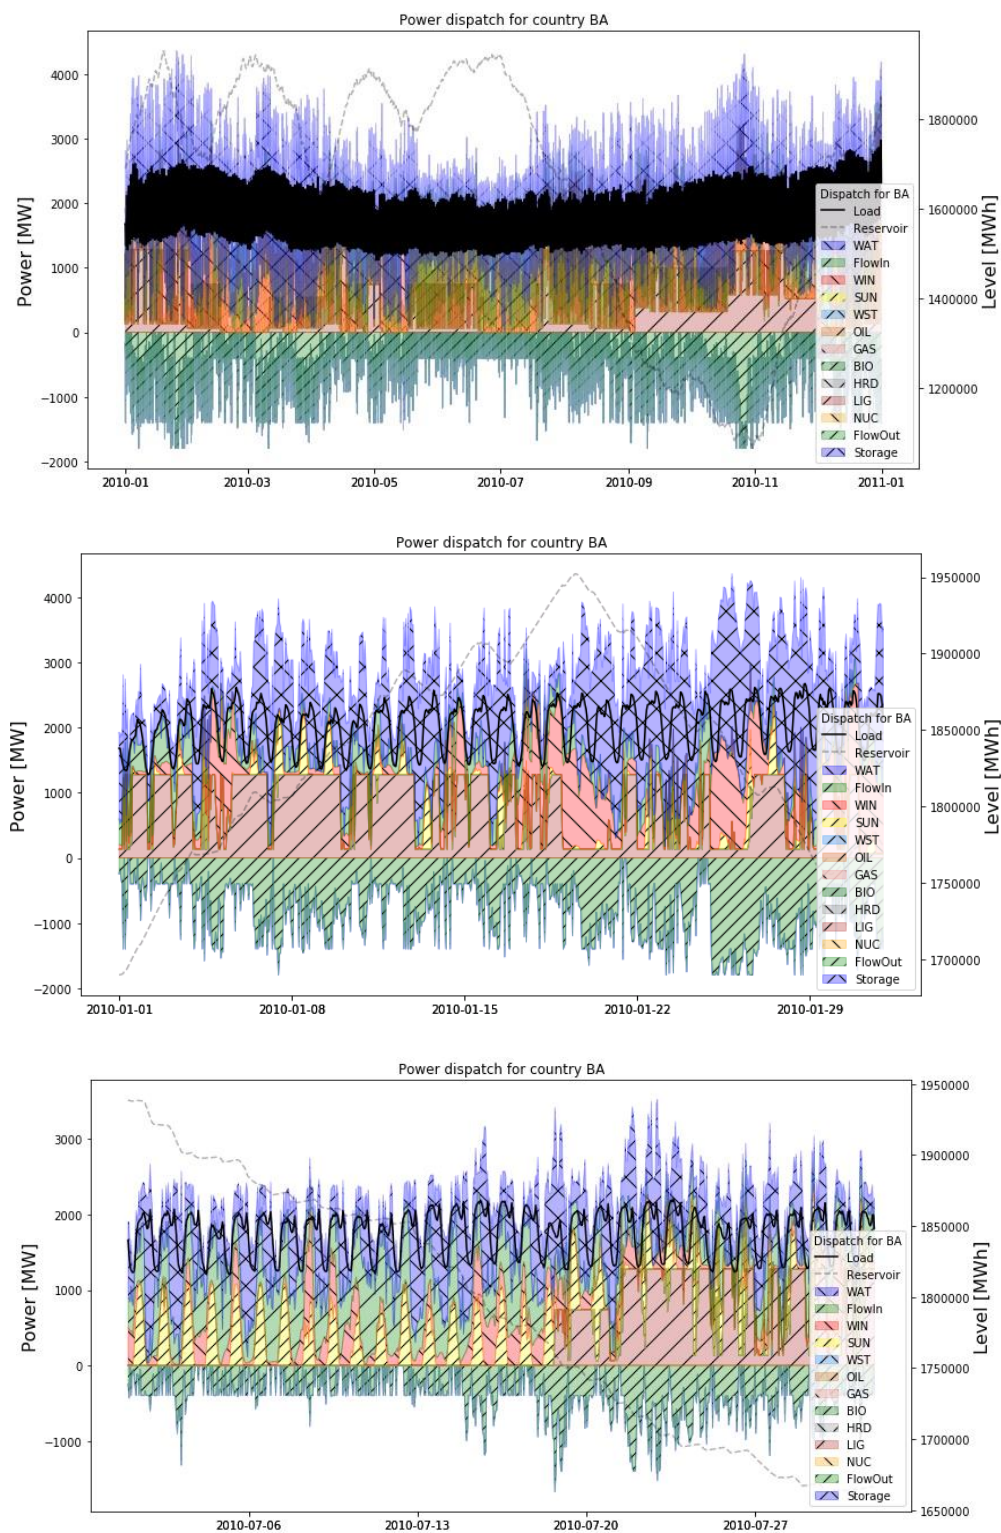 Power dispatch for country BA
Power [MW]
4000
3000
2000
1000
0
−1000
−2000
Level [MWh]
1800000
1600000
1400000
1200000
Dispatch for BA
Load
Reservoir
WAT
FlowIn
WIN
SUN
WST
OIL
GAS
BIO
HRD
LIG
NUC
FlowOut
Storage
2010-01
2010-03
2010-05
2010-07
2010-09
2010-11
2011-01
Power dispatch for country BA
Power [MW]
4000
3000
2000
1000
0
−1000
−2000
Level [MWh]
1950000
1900000
1850000
1800000
1750000
1700000
Dispatch for BA
Load
Reservoir
WAT
FlowIn
WIN
SUN
WST
OIL
GAS
BIO
HRD
LIG
NUC
FlowOut
Storage
2010-01-01
2010-01-08
2010-01-15
2010-01-22
2010-01-29
Power dispatch for country BA
Power [MW]
3000
2000
1000
0
−1000
Level [MWh]
1950000
1900000
1850000
1800000
1750000
1700000
1650000
Dispatch for BA
Load
Reservoir
WAT
FlowIn
WIN
SUN
WST
OIL
GAS
BIO
HRD
LIG
NUC
FlowOut
Storage
2010-07-06
2010-07-13
2010-07-20
2010-07-27